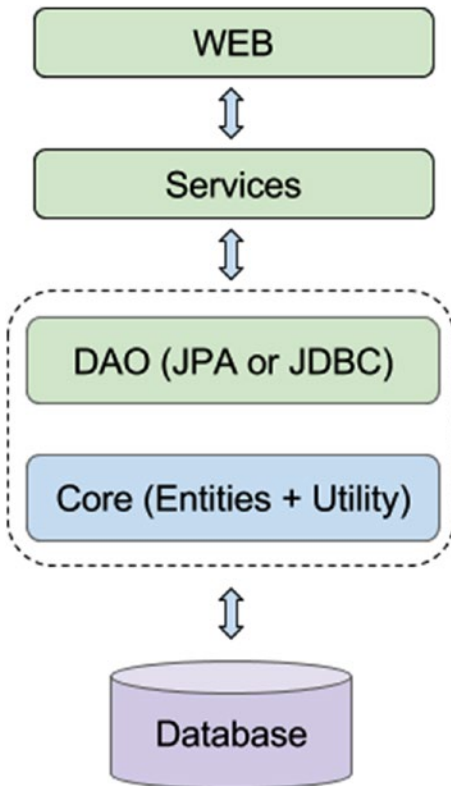 WEB
Services
DAO (JPA or JDBC)
Core (Entities + Utility)
Database